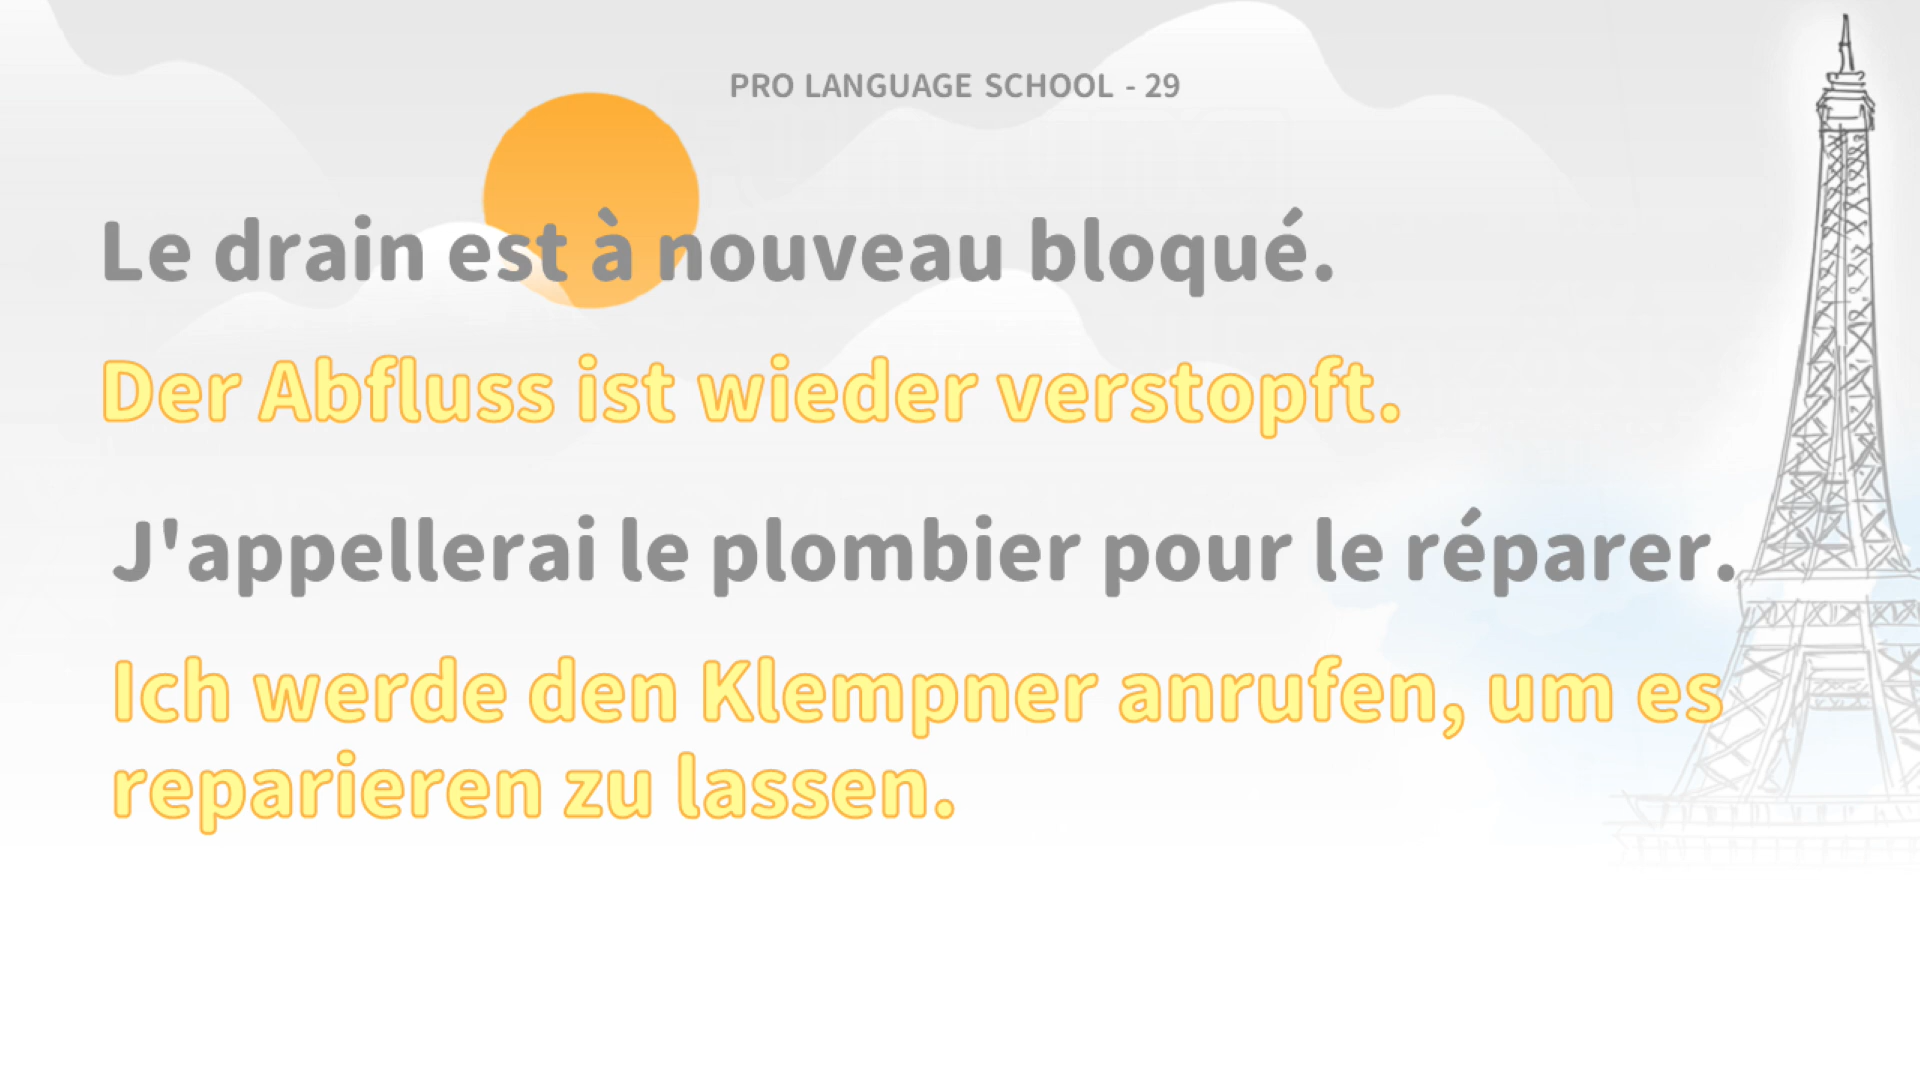 PRO LANGUAGE SCHOOL - 29
Le drain est à nouveau bloqué.
Der Abfluss ist wieder verstopft.
J'appellerai le plombier pour le réparer.
Ich werde den Klempner anrufen, um es
reparieren zu lassen.